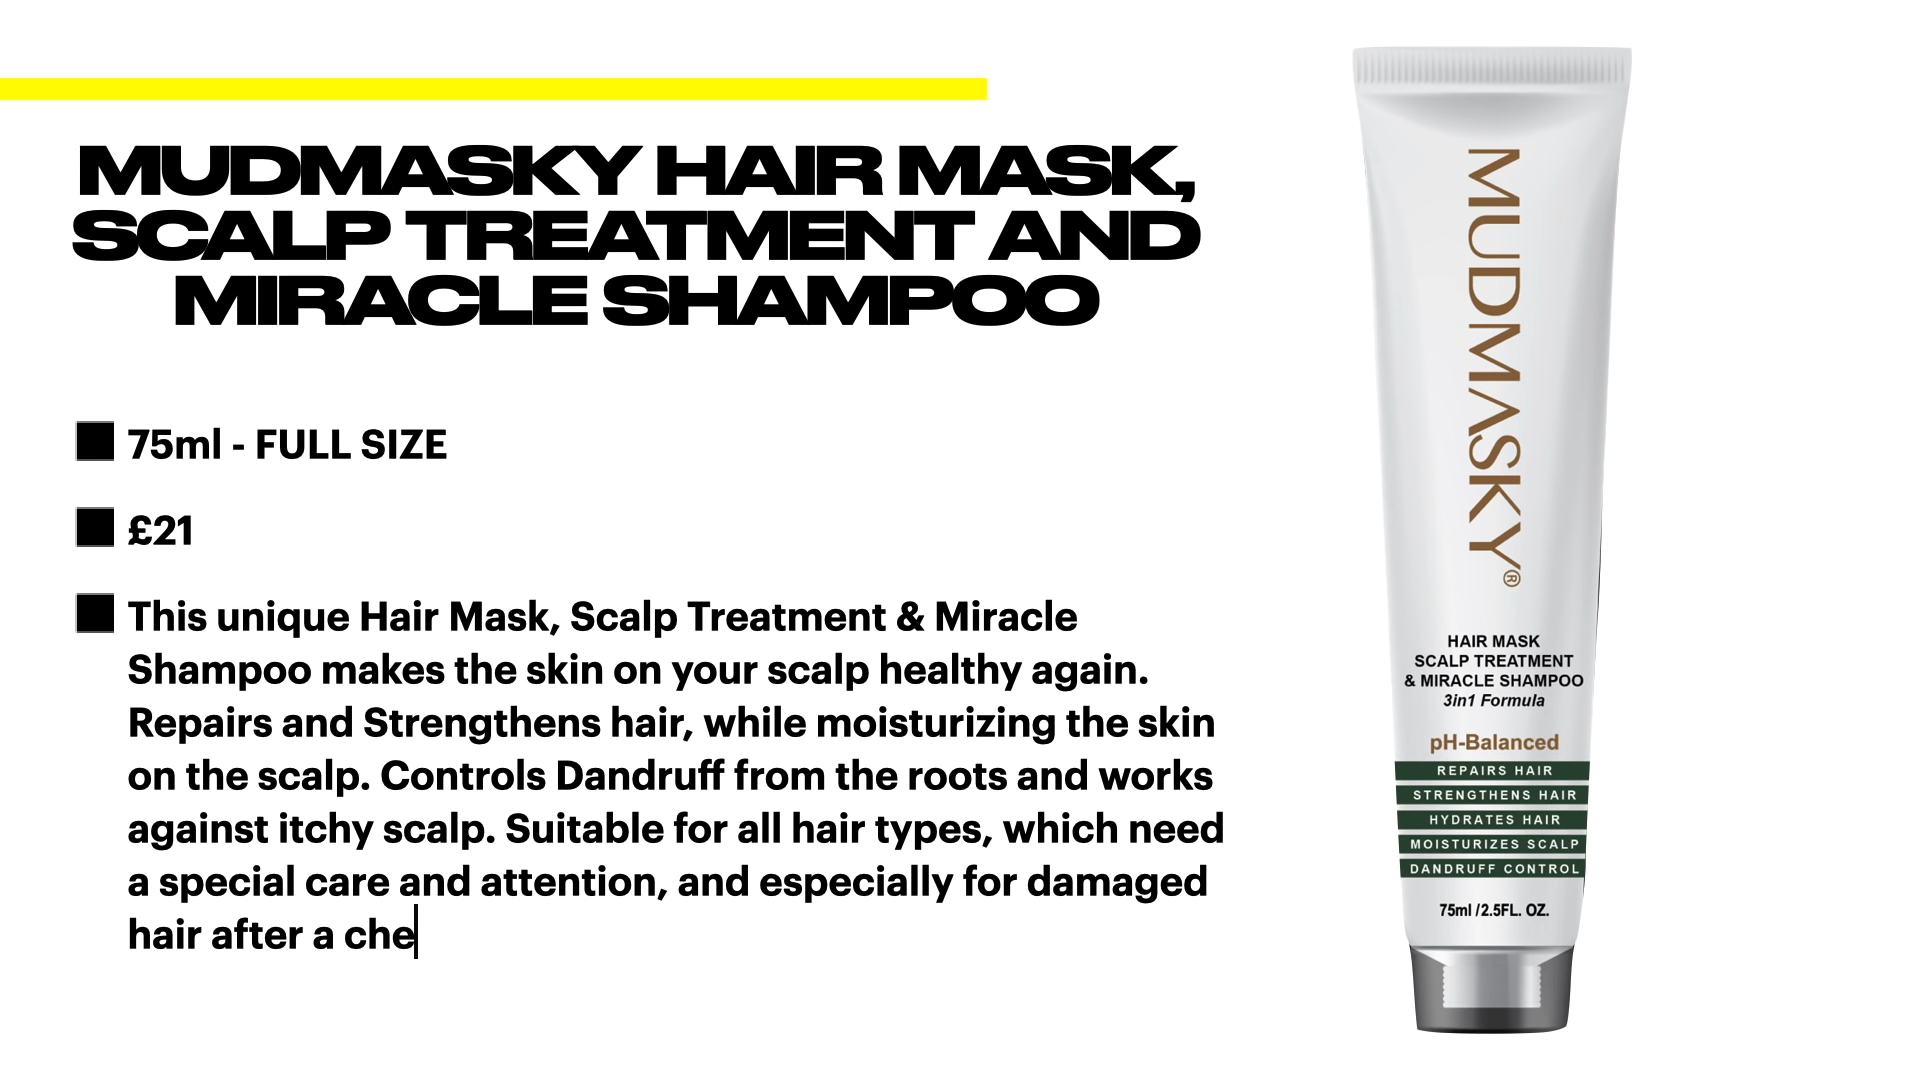 MUDMASKY HAIR MASK,
SCALP TREATMENT AND
MIRACLE SHAMPOO
75ml - FULL SIZE
£21
This unique Hair Mask, Scalp Treatment & Miracle
Shampoo makes the skin on your scalp healthy again.
Repairs and Strengthens hair, while moisturizing the skin
on the scalp. Controls Dandruff from the roots and works
against itchy scalp. Suitable for all hair types, which need
a special care and attention, and especially for damaged
hair after a che
MUDMASKY®
HAIR MASK
SCALP TREATMENT
& MIRACLE SHAMPOO
3in1 Formula
pH-Balanced
REPAIRS HAIR
STRENGTHENS HAIR
HYDRATES HAIR
MOISTURIZES SCALP
DANDRUFF CONTROL
75ml /2.5FL. OZ.